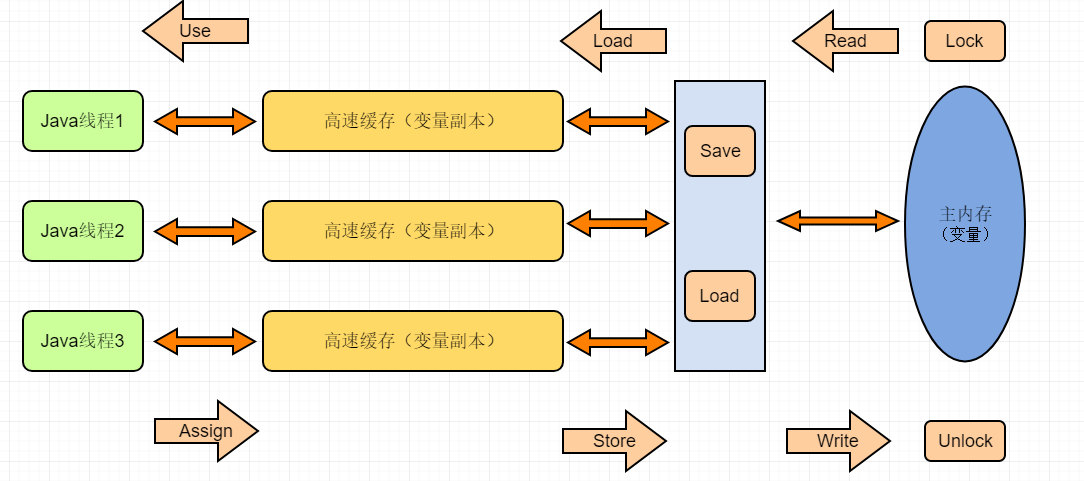 Use
Load
Read
Lock
Java线程1
高速缓存（变量副本）
Save
Java线程2
高速缓存（变量副本）
主内存
（变量）
Load
Java线程3
高速缓存（变量副本）
Assign
Store
Write
Unlock